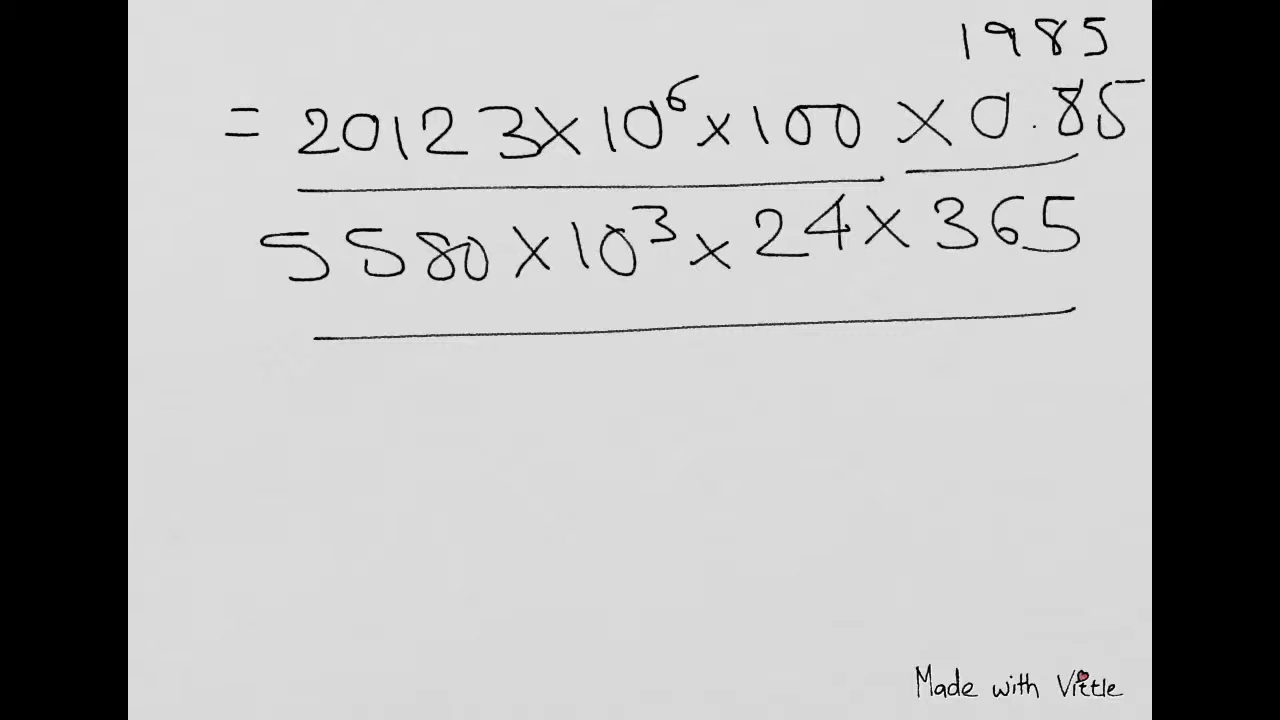 1985
= 20123 × 10⁶ × 100 × 0.85
5580 × 10³ × 24 × 365
Made with Vittle